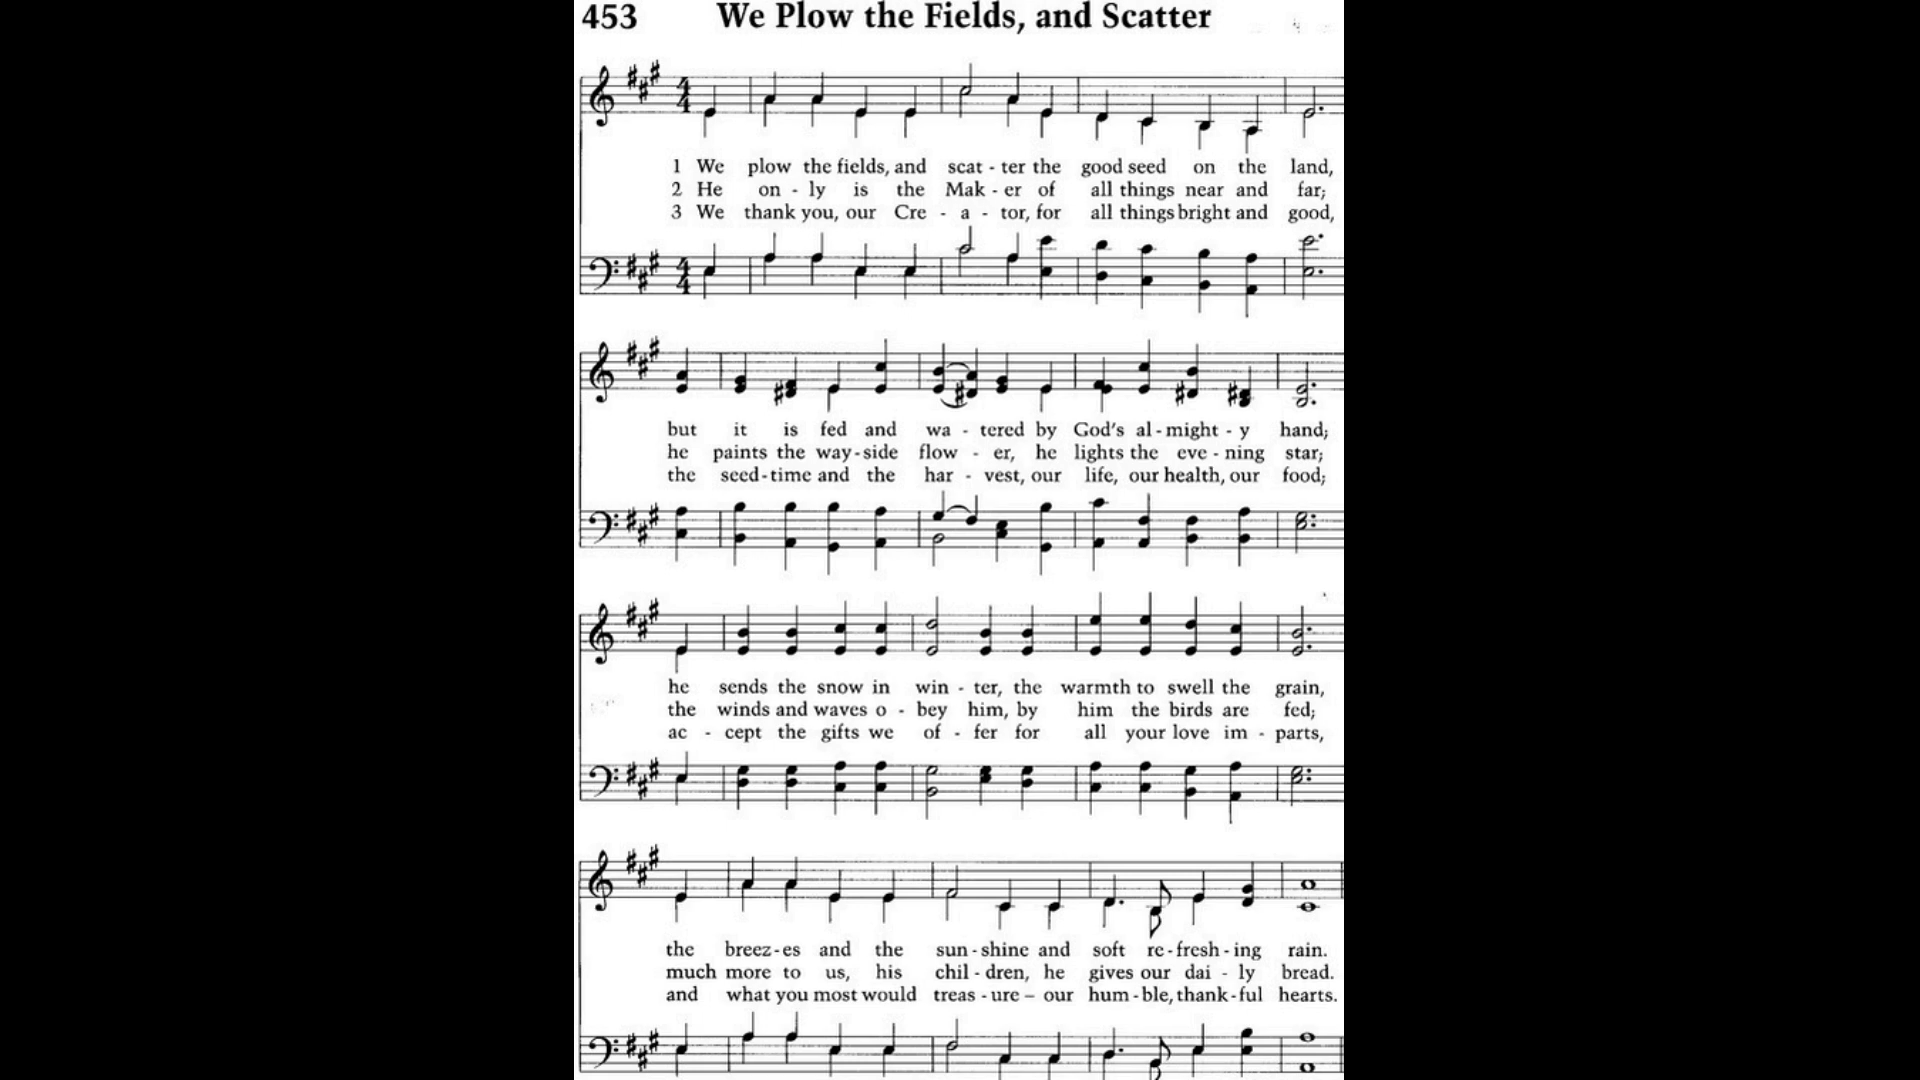 453 We Plow the Fields, and Scatter
4 4
1 We plow the fields, and scat - ter the good seed on the land,
2 He on - ly is the Mak - er of all things near and far;
3 We thank you, our Cre - a - tor, for all things bright and good,
4 4
but it is fed and wa - tered by God's al - might - y hand;
he paints the way - side flow - er, he lights the eve - ning star;
the seed - time and the har - vest, our life, our health, our food;
he sends the snow in win - ter, the warmth to swell the grain,
the winds and waves o - bey him, by him the birds are fed;
ac - cept the gifts we of - fer for all your love im - parts,
the breez - es and the sun - shine and soft re - fresh - ing rain.
much more to us, his chil - dren, he gives our dai - ly bread.
and what you most would treas - ure – our hum - ble, thank - ful hearts.